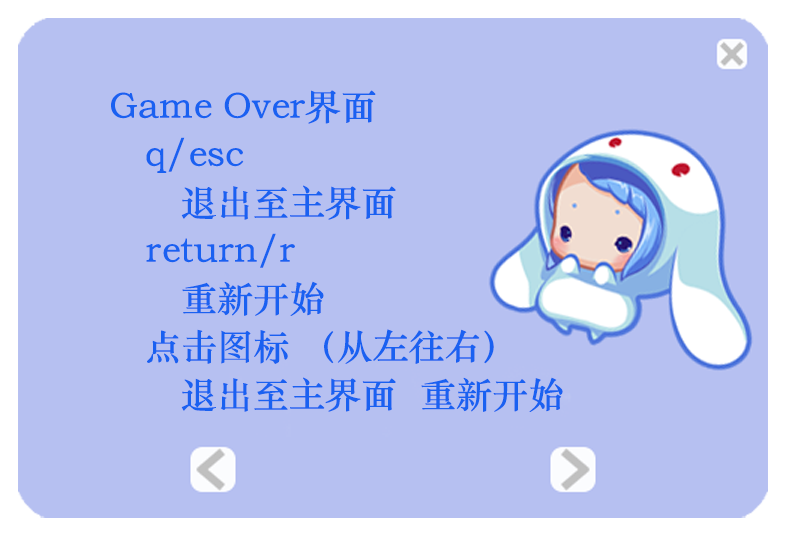 Game Over界面
q/esc
退出至主界面
return/r
重新开始
点击图标 （从左往右）
退出至主界面 重新开始